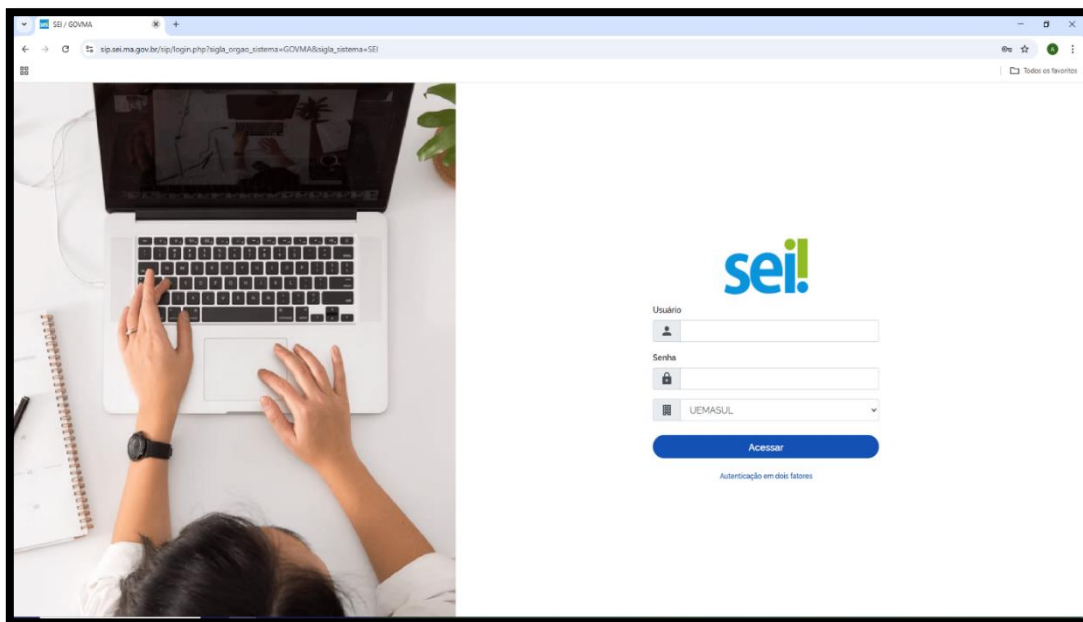 sei SEI / GOVMA
sip.sei.ma.gov.br/sip/login.php?sigla_orgao_sistema=GOVMA&sigla_sistema=SEI
Todos os favoritos
sei!
Usuário
Senha
UEMASUL
Acessar
Autenticação em dois fatores